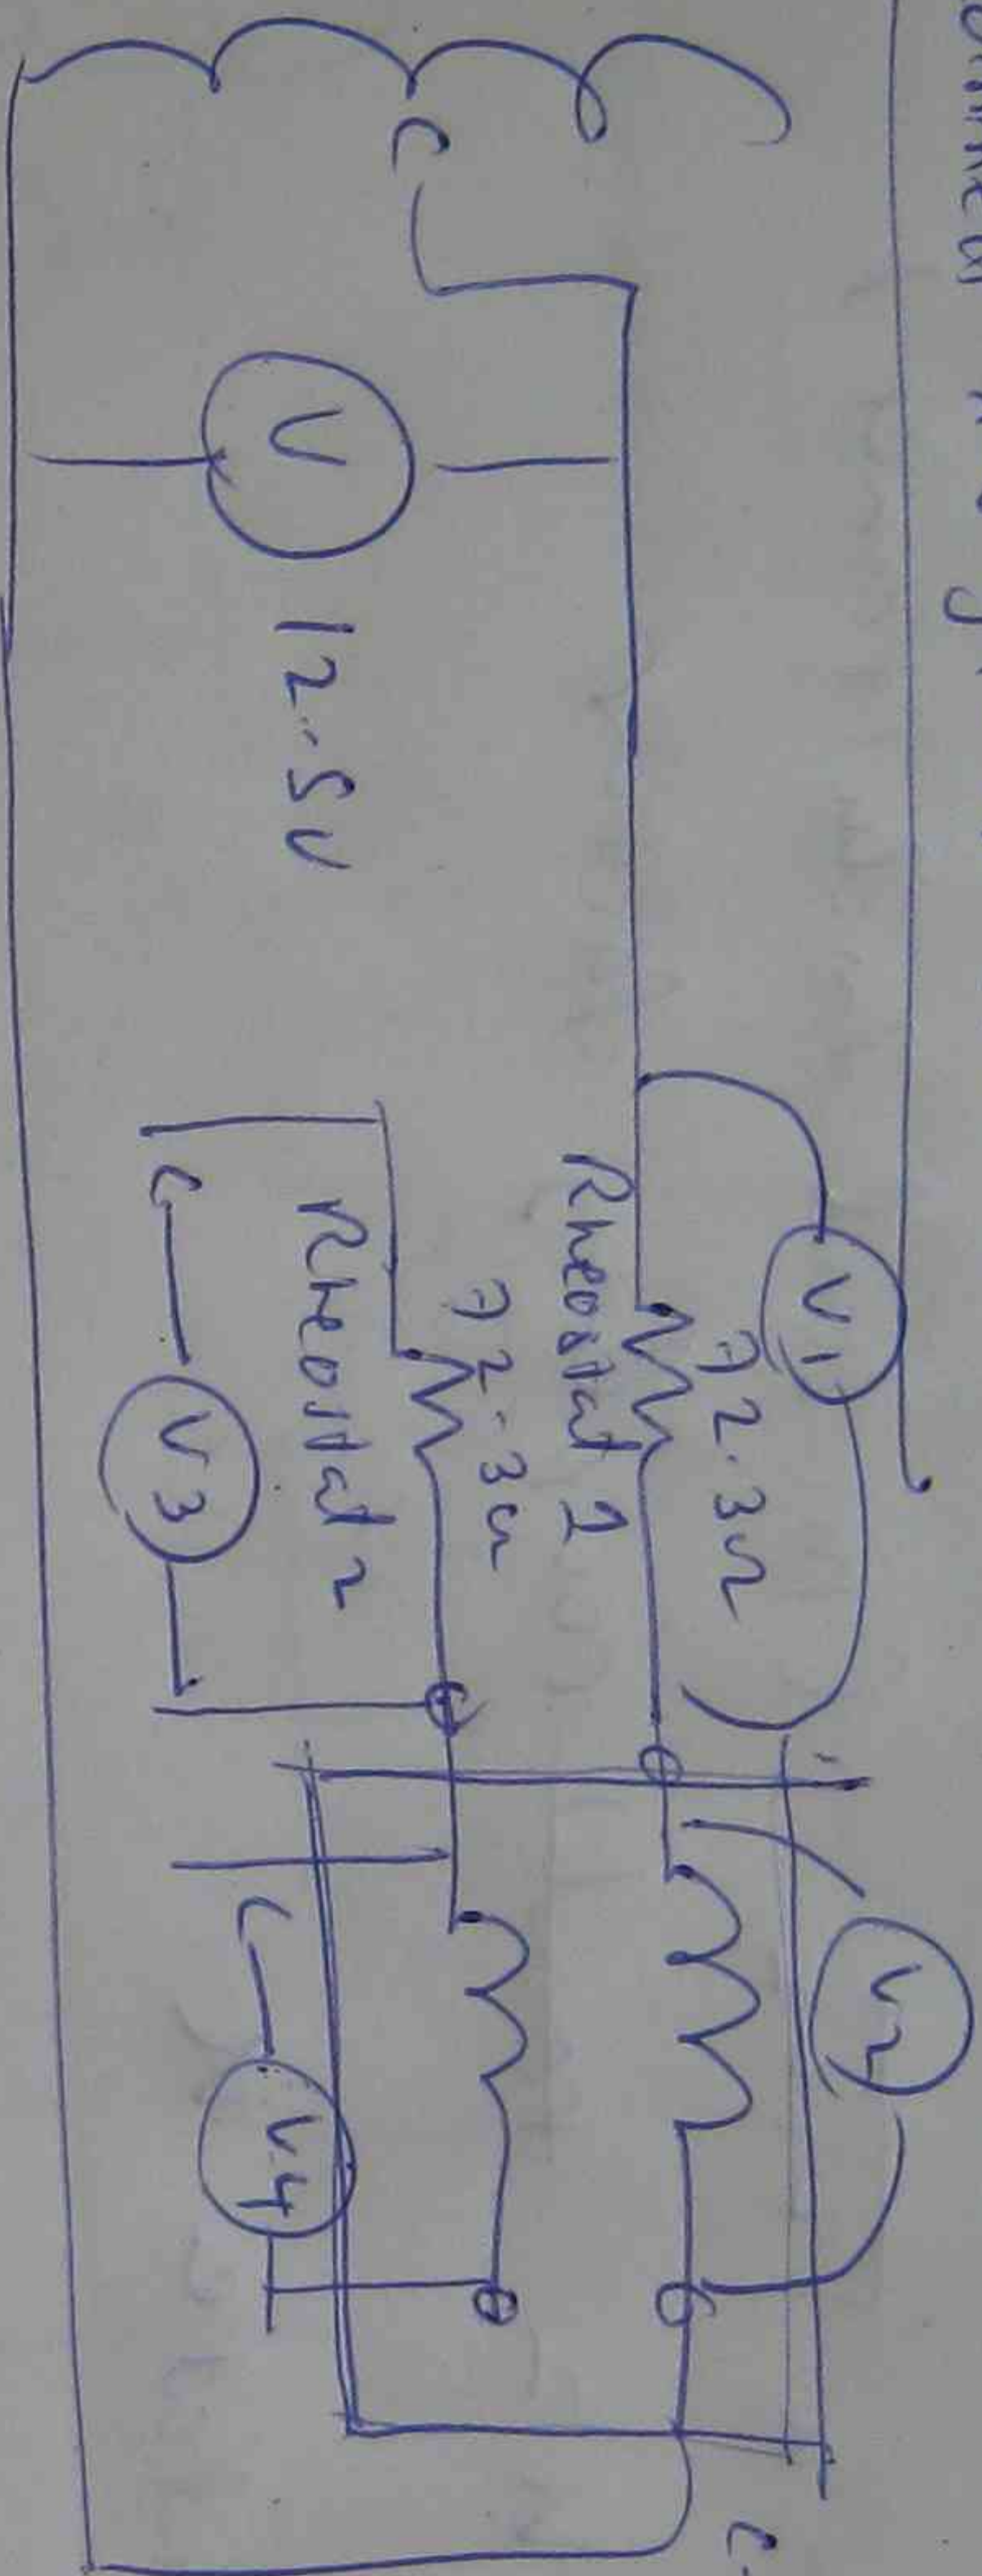 V1
72.3Ω
V2
Rheostat 1
V 12.5V
72.3Ω
Rheostat 2
V3
V4